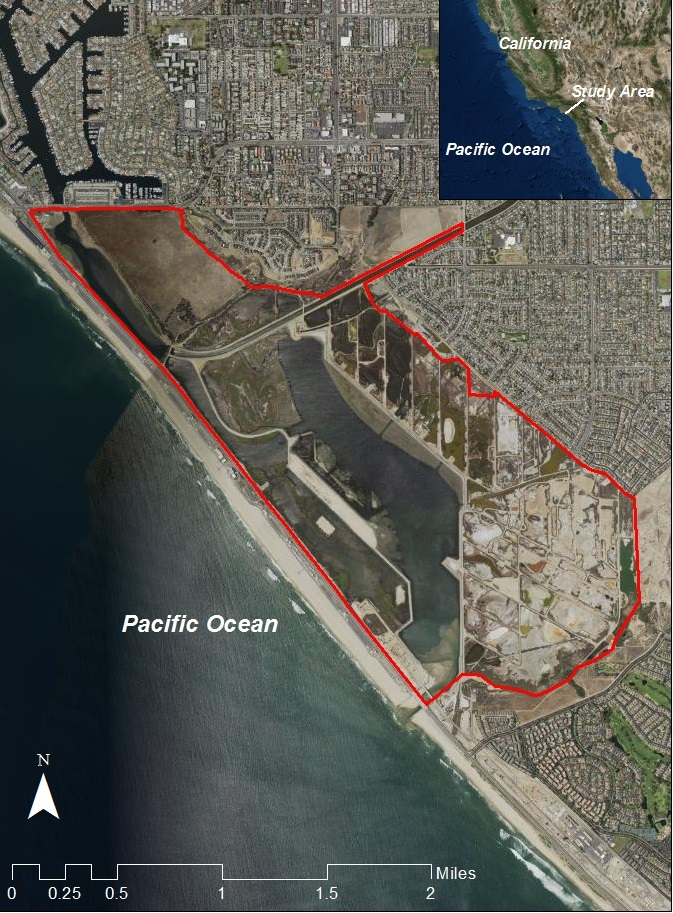 California
Study Area
Pacific Ocean
Pacific Ocean
N
Miles
0 0.25 0.5 1 1.5 2